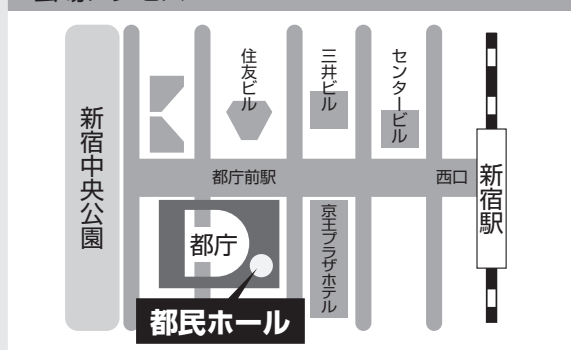 住友ビル
三井ビル
センタービル
新宿中央公園
都庁前駅
西口
新宿駅
都庁
京王プラザホテル
都民ホール